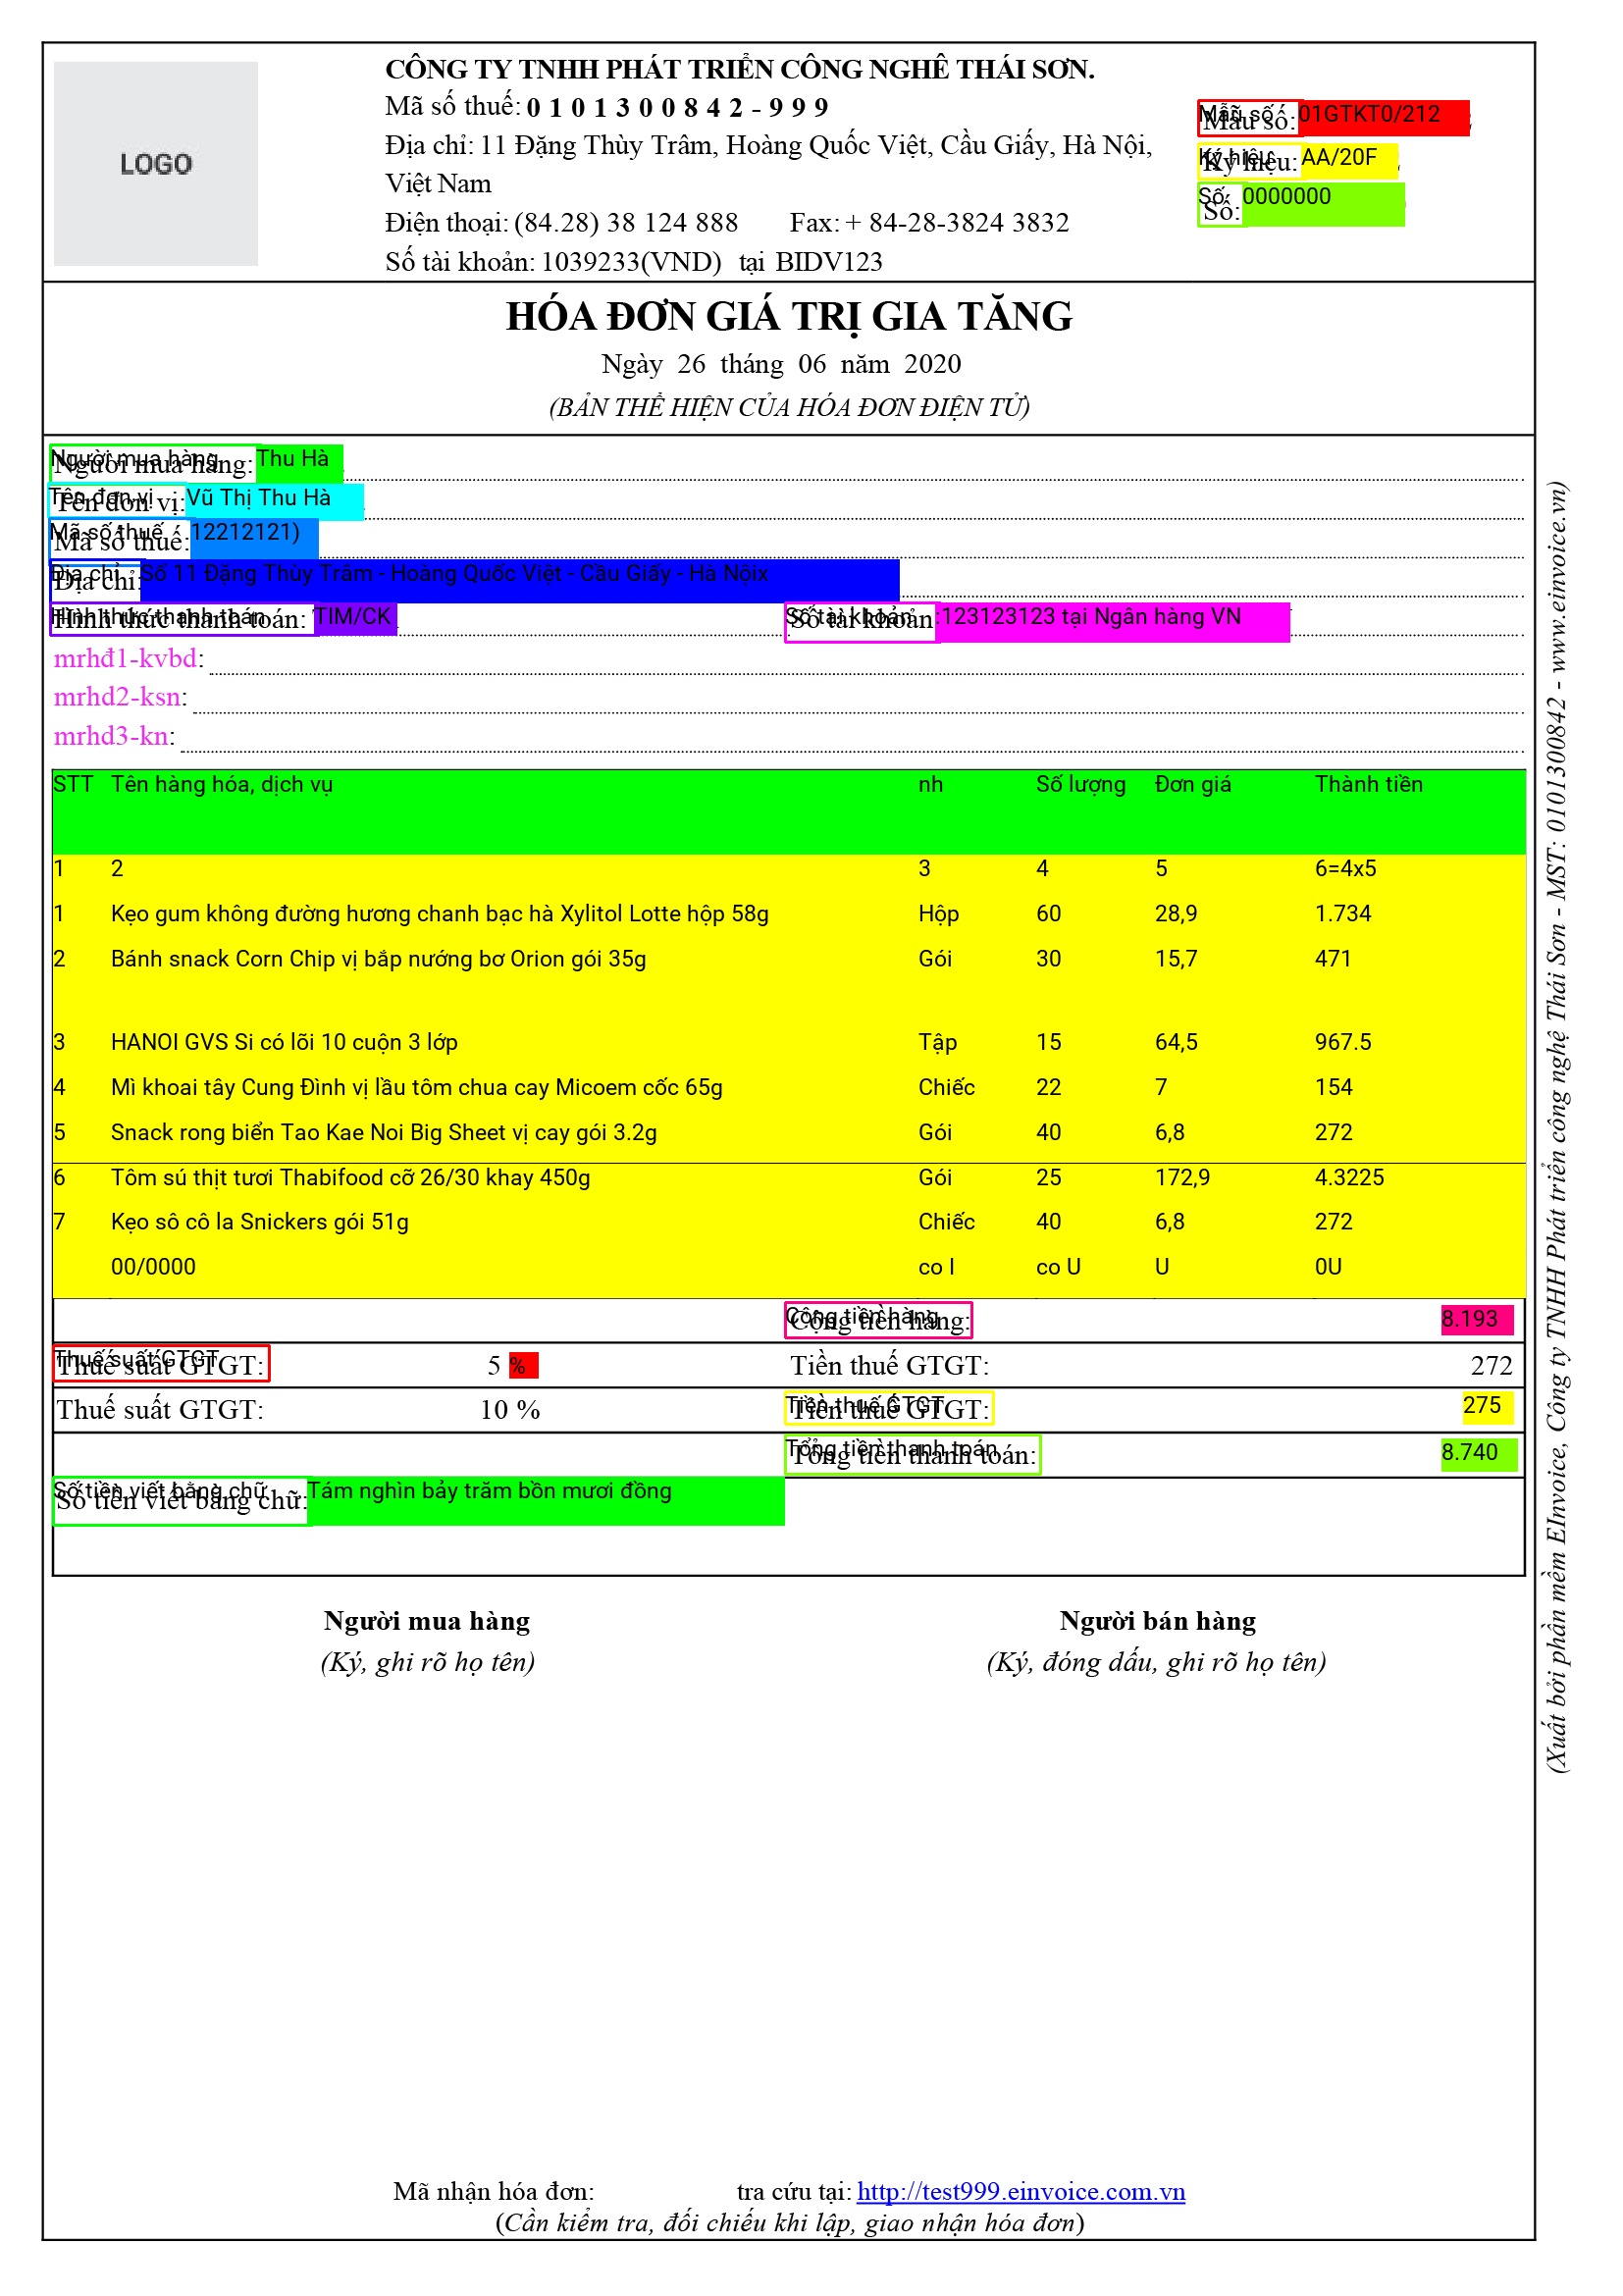 LOGO
CÔNG TY TNHH PHÁT TRIỂN CÔNG NGHỆ THÁI SƠN.
Mã số thuế: 0 1 0 1 3 0 0 8 4 2 - 9 9 9
Địa chỉ: 11 Đặng Thùy Trâm, Hoàng Quốc Việt, Cầu Giấy, Hà Nội,
Việt Nam
Điện thoại: (84.28) 38 124 888 Fax: + 84-28-3824 3832
Số tài khoản: 1039233(VND) tại BIDV123
Mẫu số: 01GTKT0/212
Ký hiệu: AA/20F
Số: 0000000
HÓA ĐƠN GIÁ TRỊ GIA TĂNG
Ngày 26 tháng 06 năm 2020
(BẢN THỂ HIỆN CỦA HÓA ĐƠN ĐIỆN TỬ)
Người mua hàng: Thu Hà
Tên đơn vị: Vũ Thị Thu Hà
Mã số thuế: 12212121)
Địa chỉ: Số 11 Đặng Thùy Trâm - Hoàng Quốc Việt - Cầu Giấy - Hà Nộix
Hình thức thanh toán: TIM/CK Số tài khoản :123123123 tại Ngân hàng VN
mrhđ1-kvbd:
mrhd2-ksn:
mrhd3-kn:
STT Tên hàng hóa, dịch vụ nh Số lượng Đơn giá Thành tiền
1 2 3 4 5 6=4x5
1 Kẹo gum không đường hương chanh bạc hà Xylitol Lotte hộp 58g Hộp 60 28,9 1.734
2 Bánh snack Corn Chip vị bắp nướng bơ Orion gói 35g Gói 30 15,7 471
3 HANOI GVS Si có lõi 10 cuộn 3 lớp Tập 15 64,5 967.5
4 Mì khoai tây Cung Đình vị lầu tôm chua cay Micoem cốc 65g Chiếc 22 7 154
5 Snack rong biển Tao Kae Noi Big Sheet vị cay gói 3.2g Gói 40 6,8 272
6 Tôm sú thịt tươi Thabifood cỡ 26/30 khay 450g Gói 25 172,9 4.3225
7 Kẹo sô cô la Snickers gói 51g Chiếc 40 6,8 272
00/0000 co l co U U 0U
Cộng tiền hàng: 8.193
Thuế suất GTGT: 5 % Tiền thuế GTGT: 272
Thuế suất GTGT: 10 % Tiền thuế GTGT: 275
Tổng tiền thanh toán: 8.740
Số tiền viết bằng chữ: Tám nghìn bảy trăm bồn mươi đồng
Người mua hàng Người bán hàng
(Ký, ghi rõ họ tên) (Ký, đóng dấu, ghi rõ họ tên)
Mã nhận hóa đơn: tra cứu tại: http://test999.einvoice.com.vn
(Cần kiểm tra, đối chiếu khi lập, giao nhận hóa đơn)
(Xuất bởi phần mềm EInvoice, Công ty TNHH Phát triển công nghệ Thái Sơn - MST: 0101300842 - www.einvoice.vn)